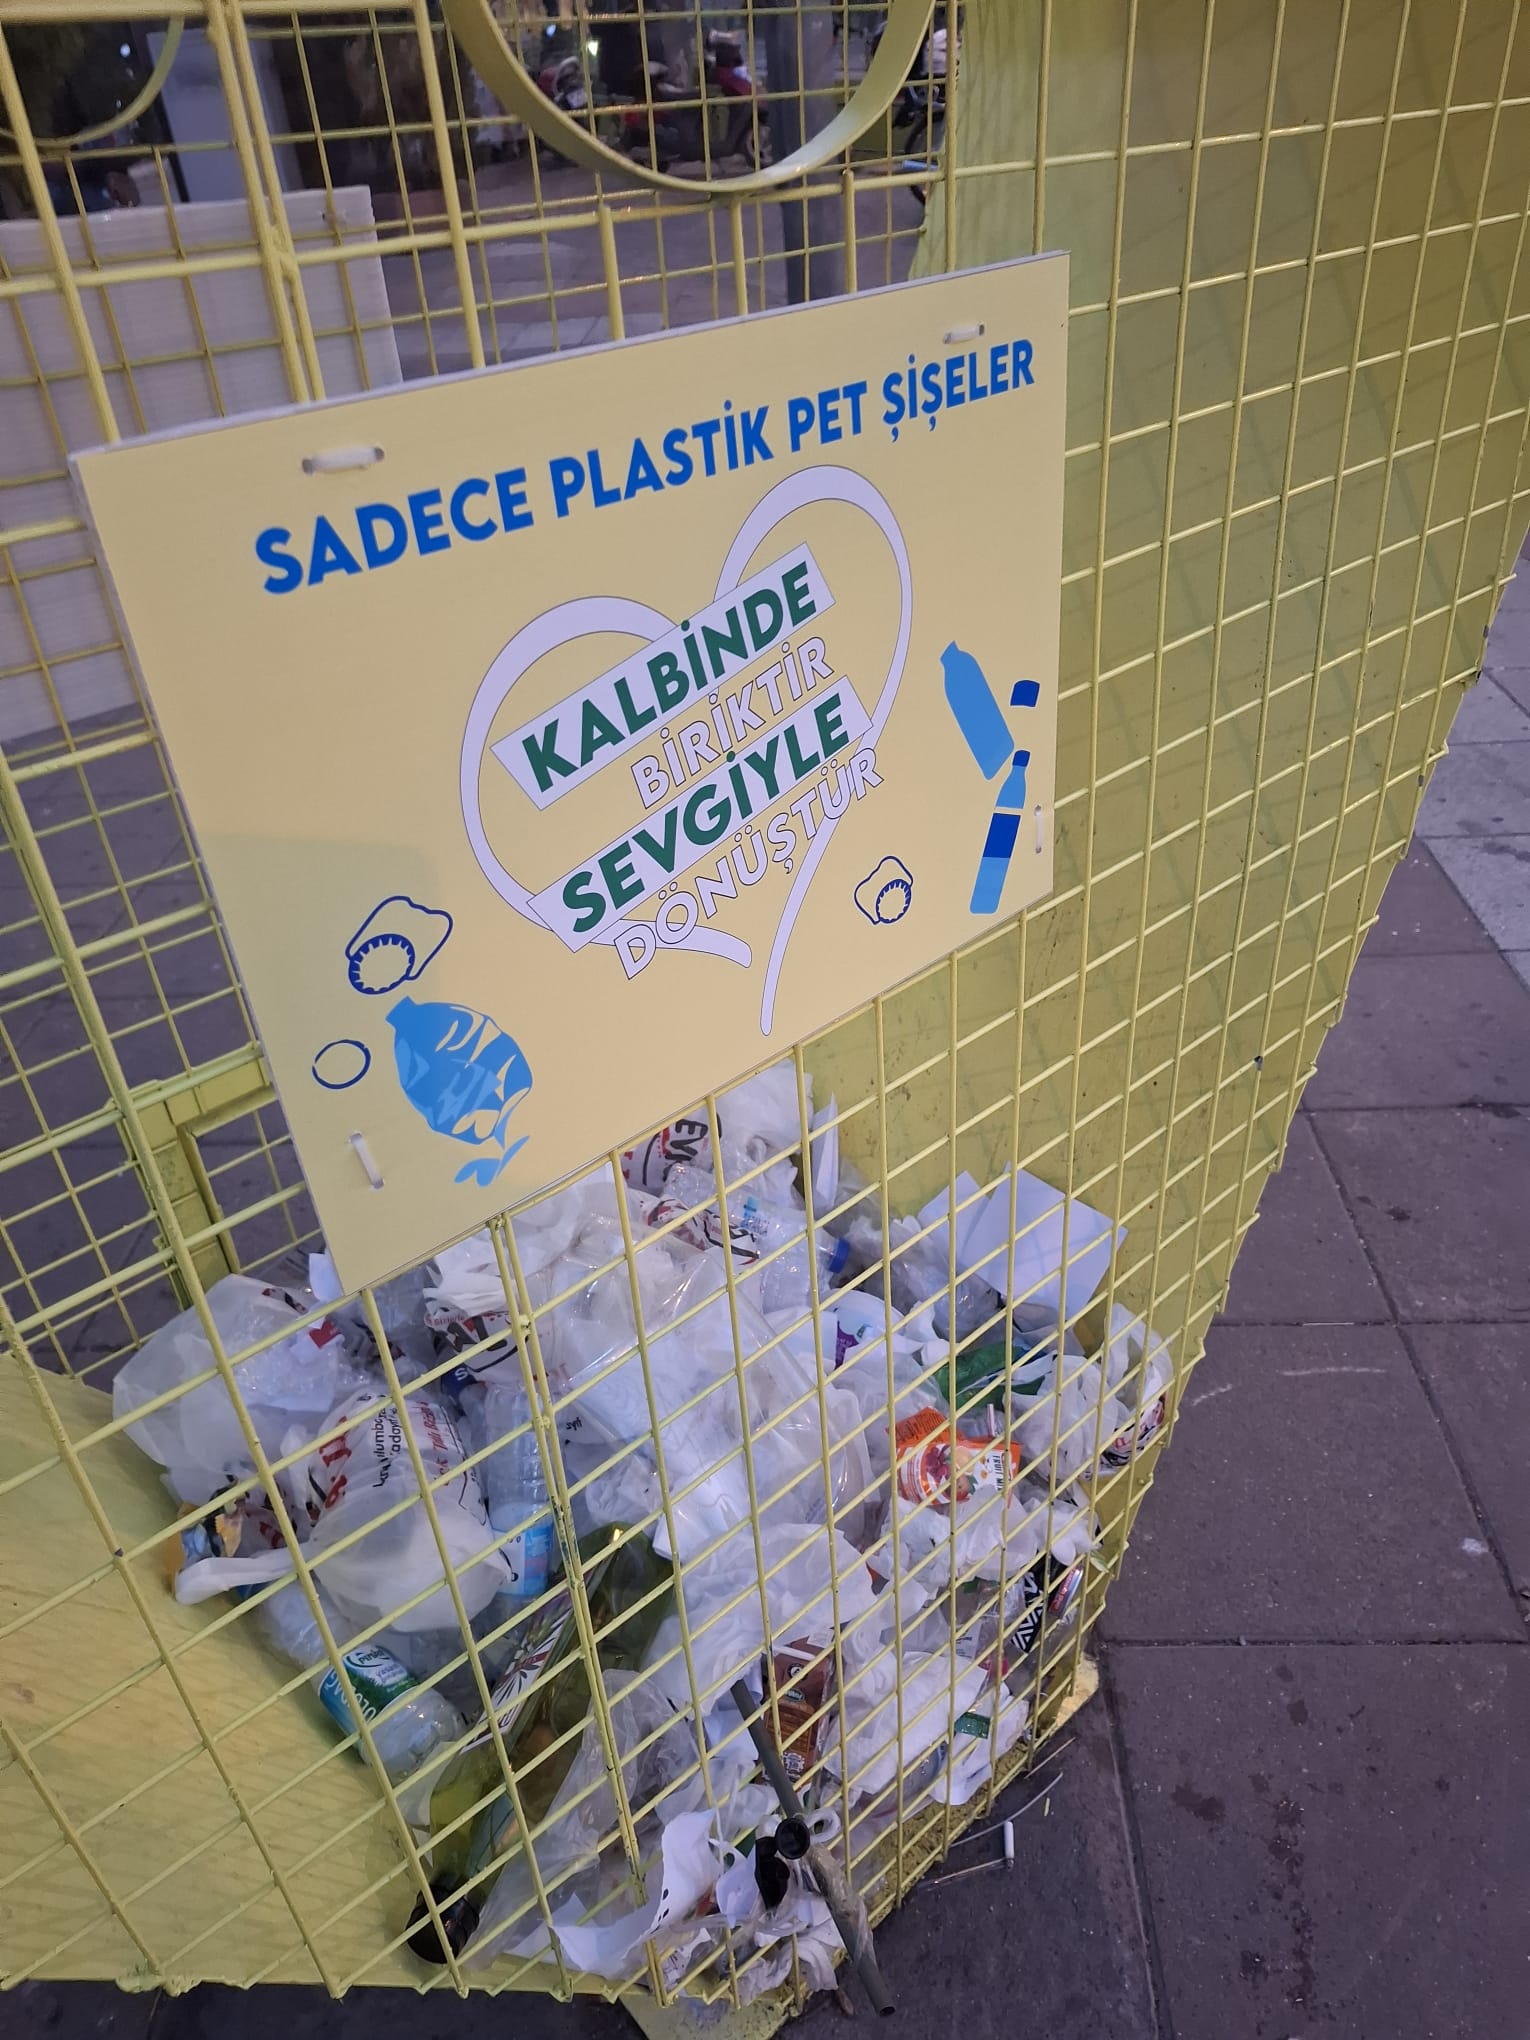 SADECE PLASTİK PET ŞİŞELER
KALBİNDE
BİRİKTİR
SEVGİYLE
DÖNÜŞTÜR